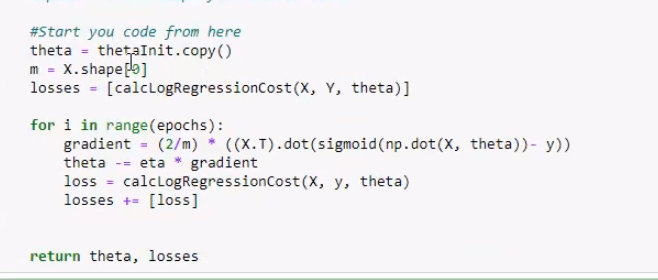 #Start you code from here
theta = thetaInit.copy()
m = X.shape[0]
losses = [calcLogRegressionCost(X, Y, theta)]
for i in range(epochs):
gradient = (2/m) * ((X.T).dot(sigmoid(np.dot(X, theta))- y))
theta -= eta * gradient
loss = calcLogRegressionCost(X, y, theta)
losses += [loss]
return theta, losses